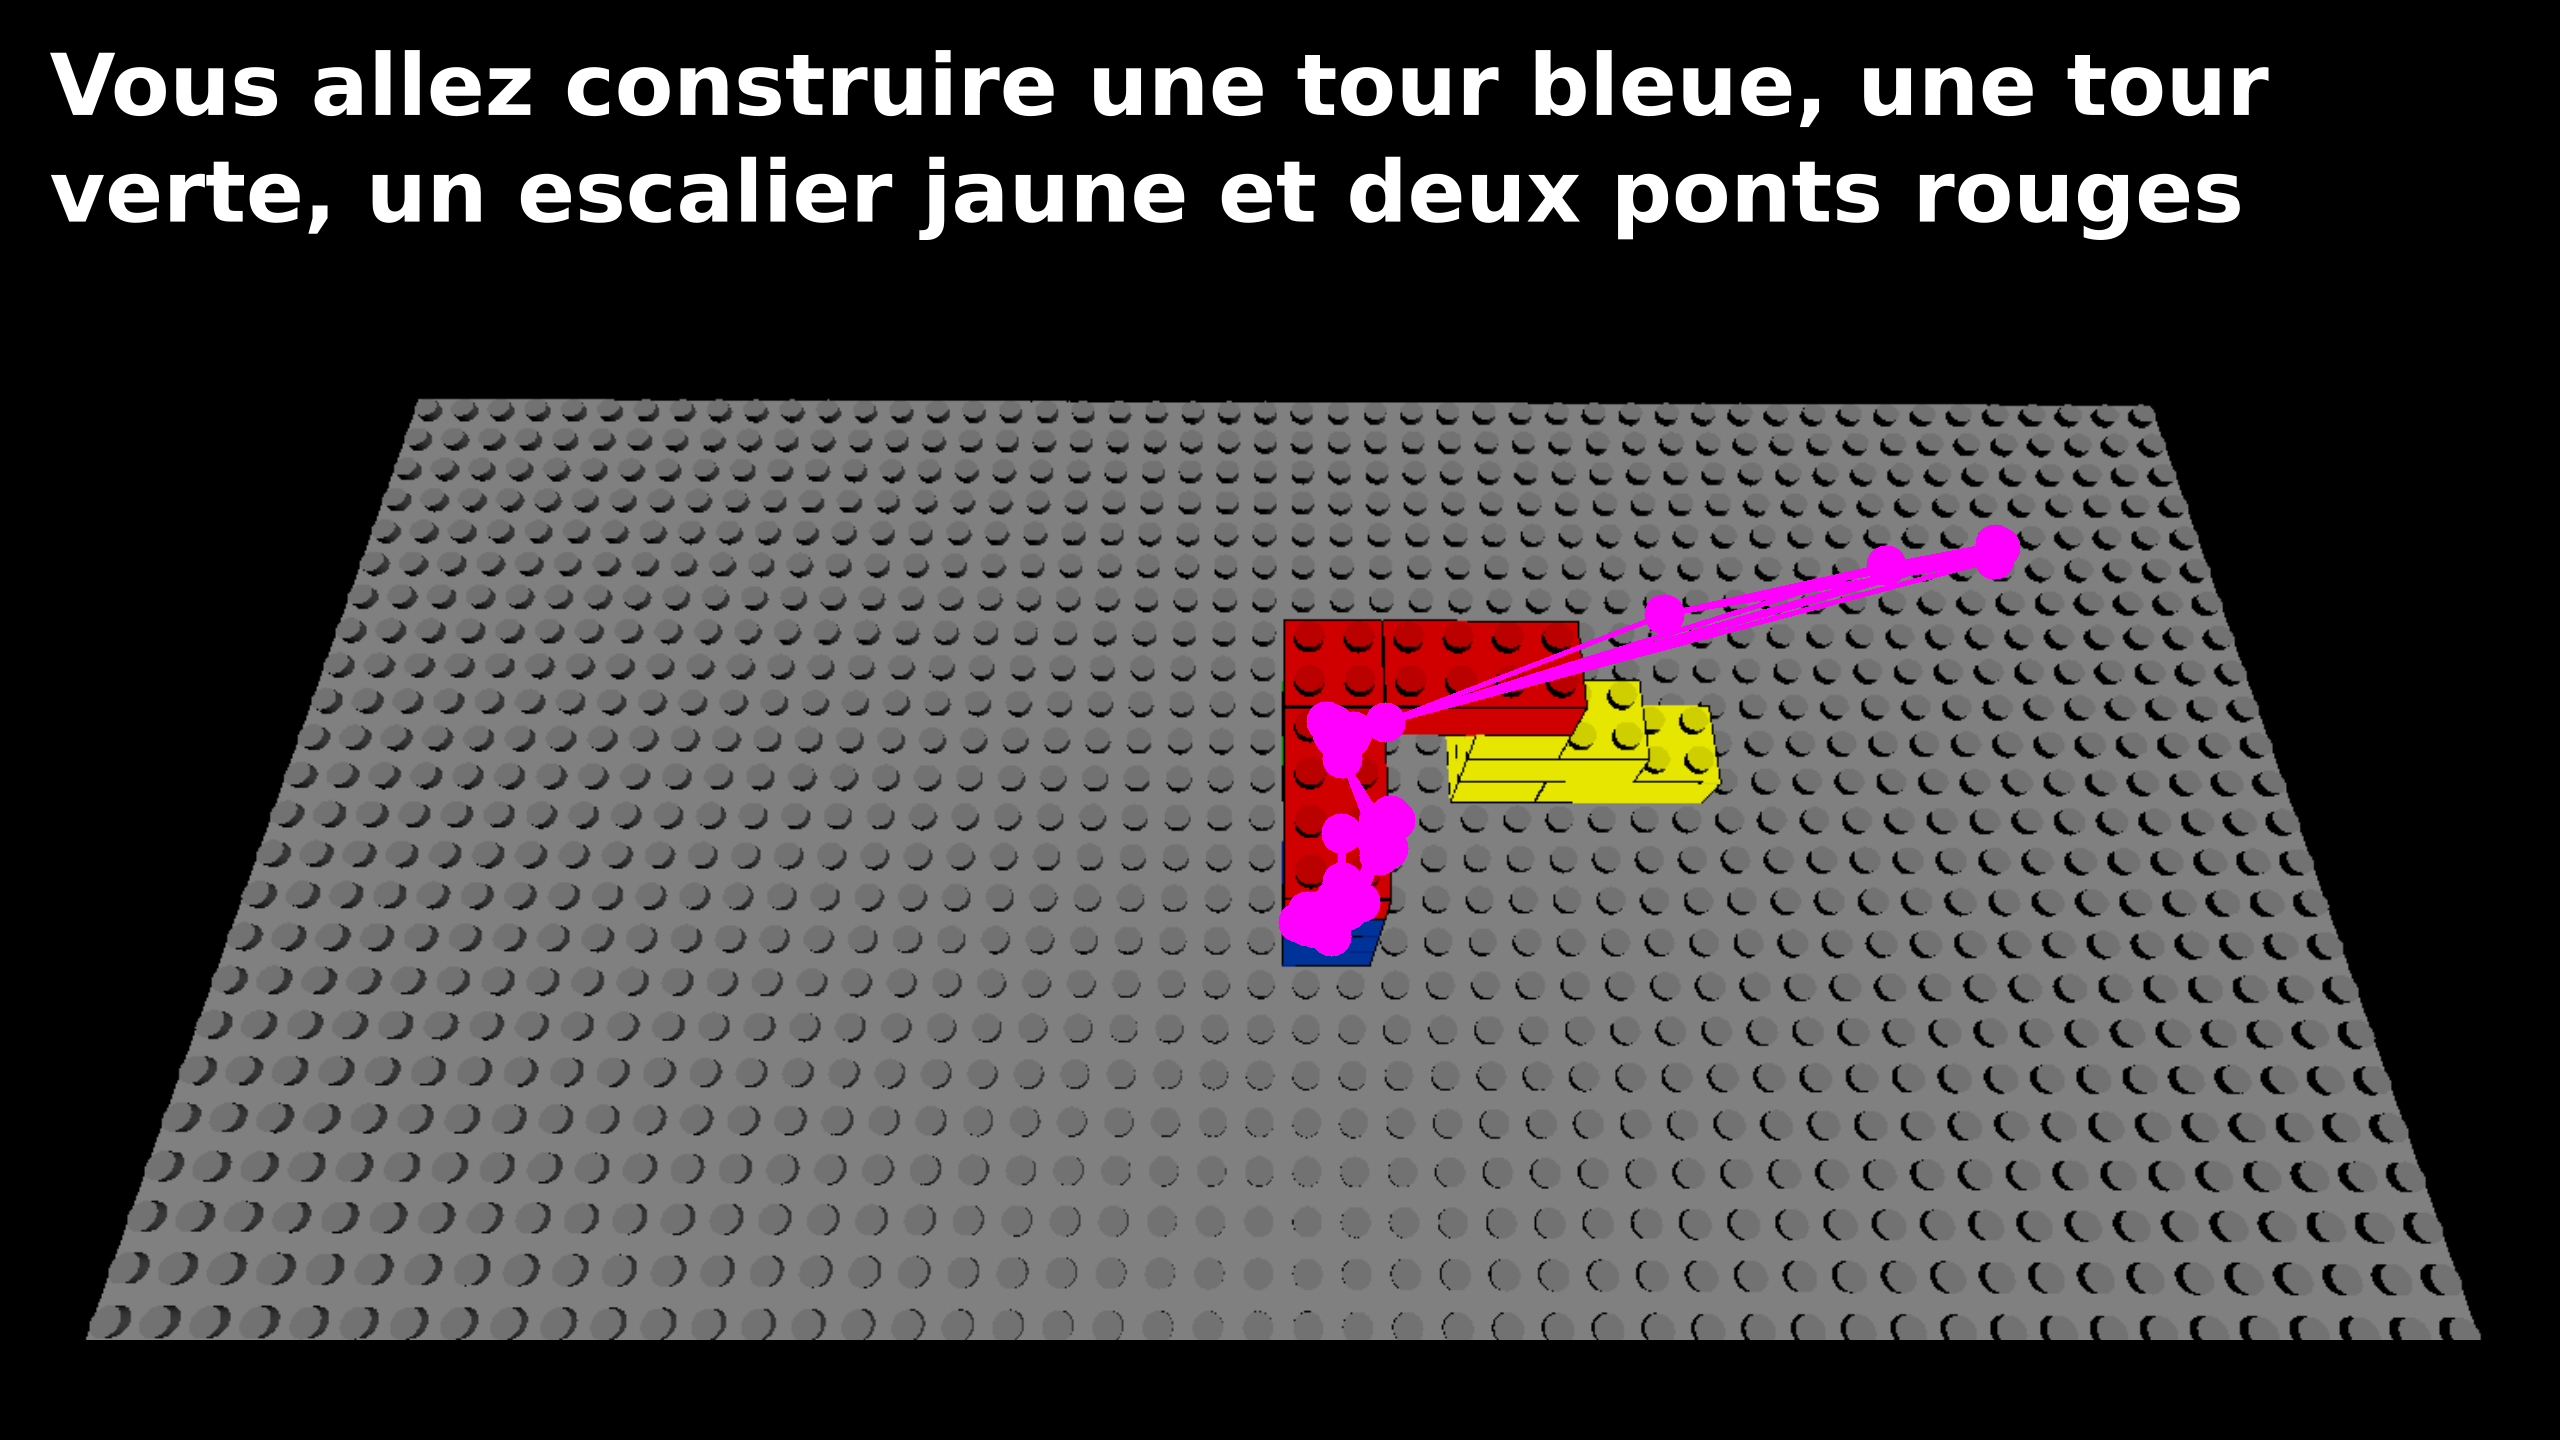 Vous allez construire une tour bleue, une tour
verte, un escalier jaune et deux ponts rouges